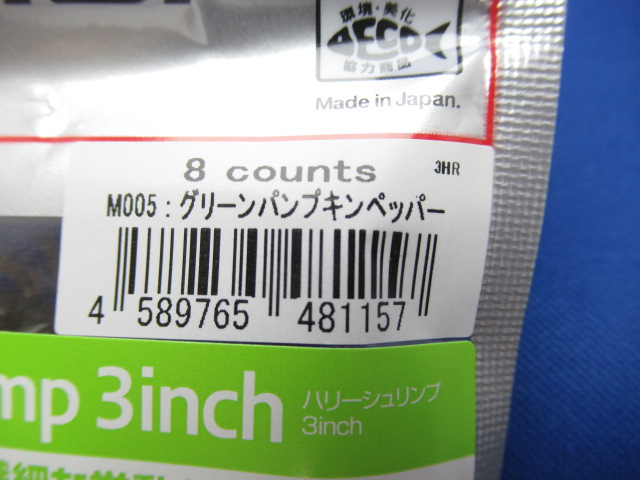 環境・美化
ECO
協力商品
Made in Japan.
8 counts 3HR
M005:グリーンパンプキンペッパー
4 589765 481157
mp 3inch
ハリーシュリンプ
3inch